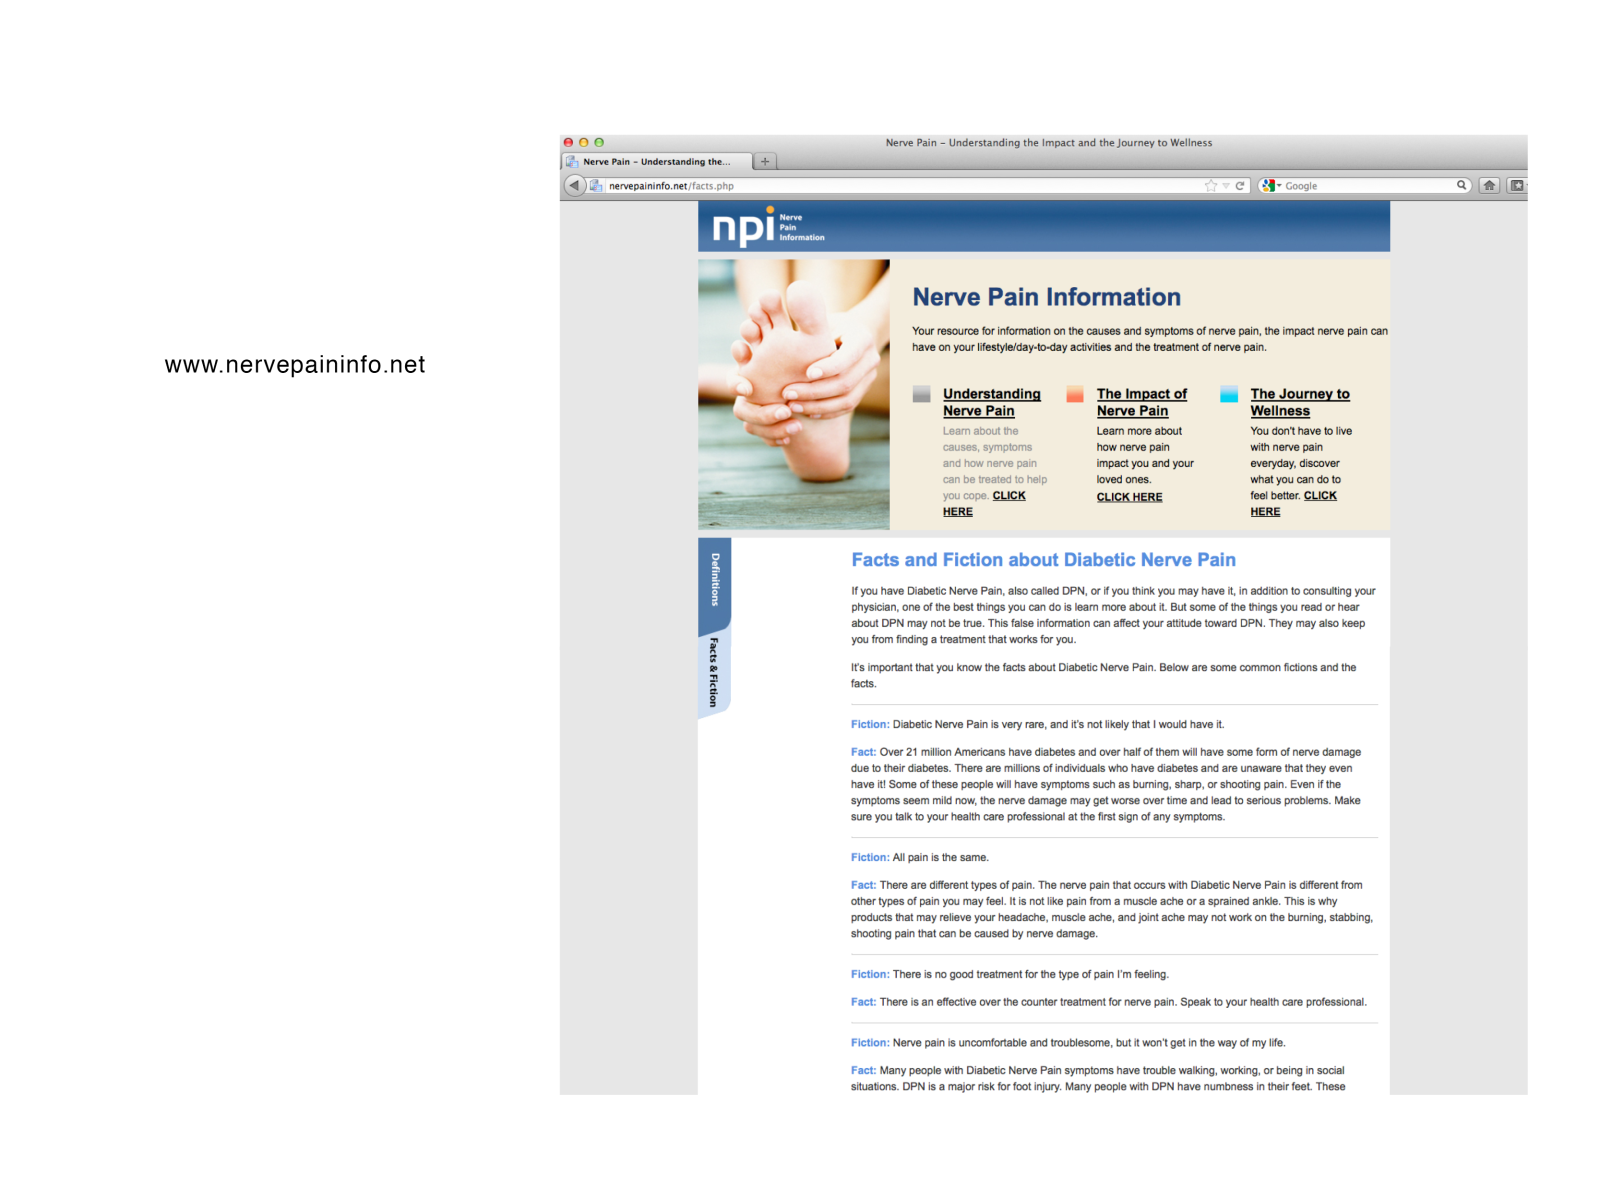 www.nervepaininfo.net
Nerve Pain – Understanding the Impact and the Journey to Wellness
Nerve Pain – Understanding the...
nervepaininfo.net/facts.php
Google
npi Nerve
Pain
Information
Nerve Pain Information
Your resource for information on the causes and symptoms of nerve pain, the impact nerve pain can
have on your lifestyle/day-to-day activities and the treatment of nerve pain.
Understanding
Nerve Pain
Learn about the
causes, symptoms
and how nerve pain
can be treated to help
you cope. CLICK
HERE
The Impact of
Nerve Pain
Learn more about
how nerve pain
impact you and your
loved ones.
CLICK HERE
The Journey to
Wellness
You don't have to live
with nerve pain
everyday, discover
what you can do to
feel better. CLICK
HERE
Definitions
Facts & Fiction
Facts and Fiction about Diabetic Nerve Pain
If you have Diabetic Nerve Pain, also called DPN, or if you think you may have it, in addition to consulting your
physician, one of the best things you can do is learn more about it. But some of the things you read or hear
about DPN may not be true. This false information can affect your attitude toward DPN. They may also keep
you from finding a treatment that works for you.
It's important that you know the facts about Diabetic Nerve Pain. Below are some common fictions and the
facts.
Fiction: Diabetic Nerve Pain is very rare, and it's not likely that I would have it.
Fact: Over 21 million Americans have diabetes and over half of them will have some form of nerve damage
due to their diabetes. There are millions of individuals who have diabetes and are unaware that they even
have it! Some of these people will have symptoms such as burning, sharp, or shooting pain. Even if the
symptoms seem mild now, the nerve damage may get worse over time and lead to serious problems. Make
sure you talk to your health care professional at the first sign of any symptoms.
Fiction: All pain is the same.
Fact: There are different types of pain. The nerve pain that occurs with Diabetic Nerve Pain is different from
other types of pain you may feel. It is not like pain from a muscle ache or a sprained ankle. This is why
products that may relieve your headache, muscle ache, and joint ache may not work on the burning, stabbing,
shooting pain that can be caused by nerve damage.
Fiction: There is no good treatment for the type of pain I'm feeling.
Fact: There is an effective over the counter treatment for nerve pain. Speak to your health care professional.
Fiction: Nerve pain is uncomfortable and troublesome, but it won't get in the way of my life.
Fact: Many people with Diabetic Nerve Pain symptoms have trouble walking, working, or being in social
situations. DPN is a major risk for foot injury. Many people with DPN have numbness in their feet. These